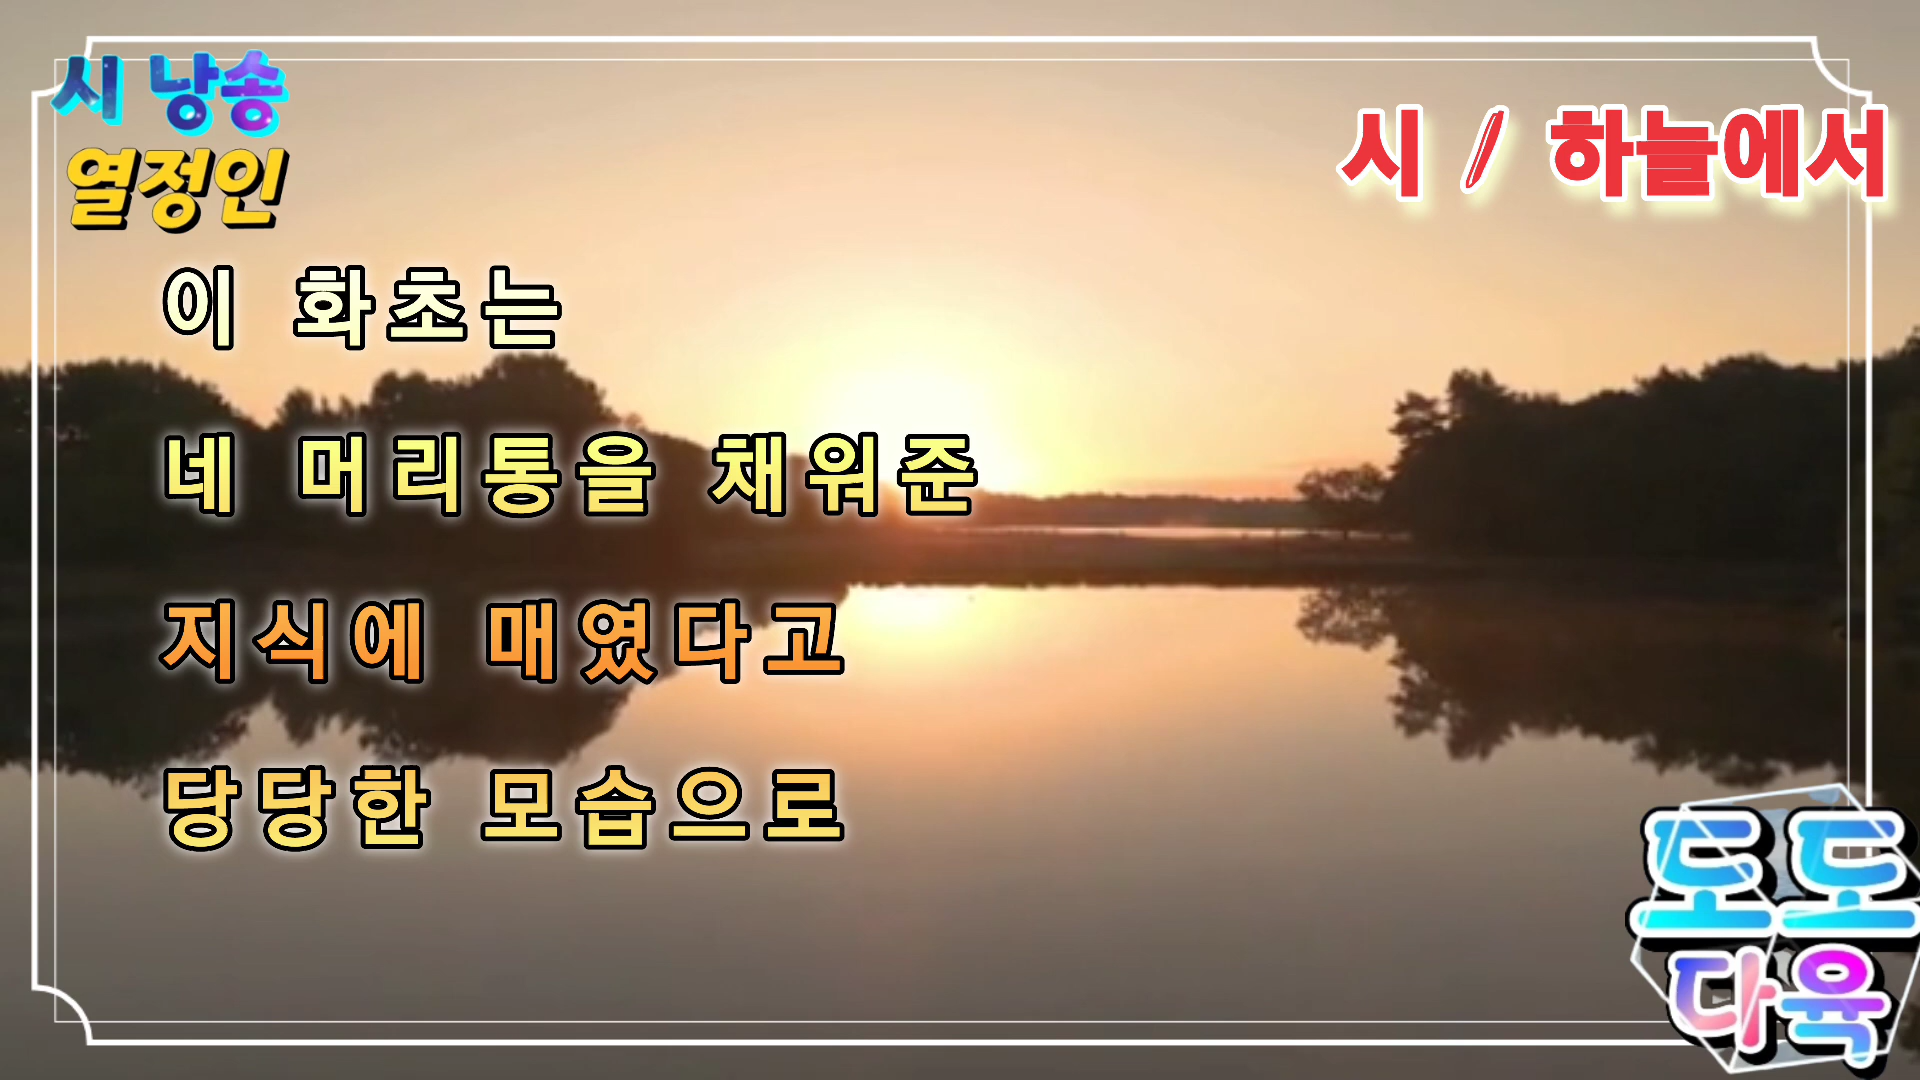 시 낭송
열정인
시 / 하늘에서
이 화초는
네 머리통을 채워준
지식에 매였다고
당당한 모습으로
도도
다육